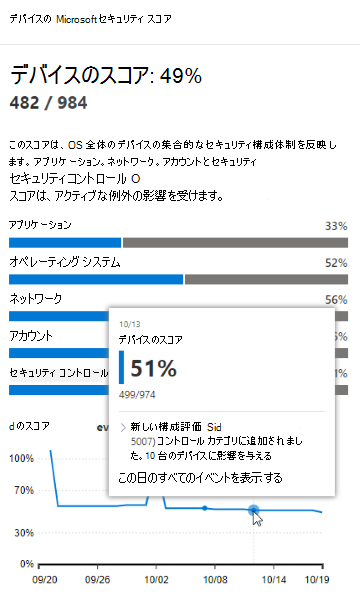 デバイスの Microsoftセキュリティ スコア
デバイスのスコア: 49%
482 / 984
このスコアは、OS 全体のデバイスの集合的なセキュリティ構成体制を反映し
ます。アプリケーション。ネットワーク。アカウントとセキュリティ
セキュリティコントロール O
スコアは、アクティブな例外の影響を受けます。
アプリケーション 33%
オペレーティング システム 52%
ネットワーク 56%
アカウント
セキュリティ コントロール
10/13
デバイスのスコア
51%
499/974
新しい構成評価 Sid
5007)コントロール カテゴリに追加されまし
た。10 台のデバイスに影響を与える
この日のすべてのイベントを表示する
d のスコア
100%
70%
30%
0%
09/20 09/26 10/02 10/08 10/14 10/19